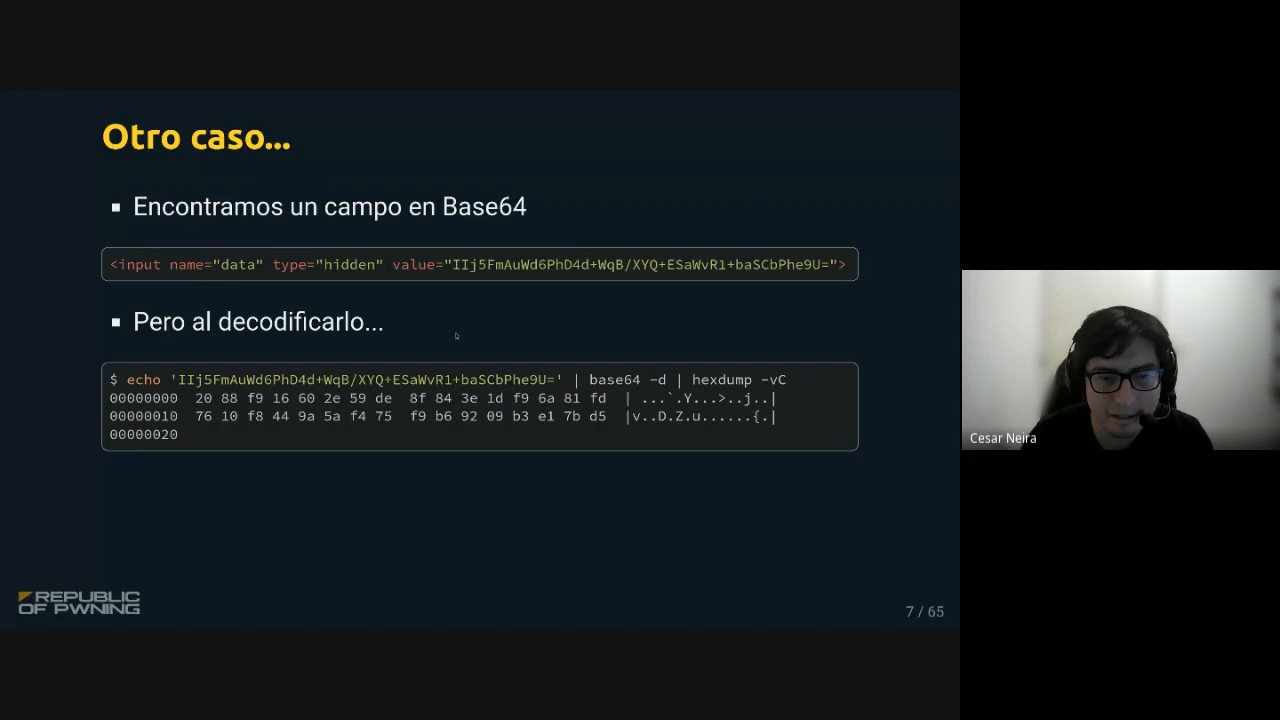 Otro caso...
▪ Encontramos un campo en Base64
<input name="data" type="hidden" value="IIj5FmAuWd6PhD4d+WqB/XYQ+ESaWvR1+baSCbPhe9U=">
▪ Pero al decodificarlo...
$ echo 'IIj5FmAuWd6PhD4d+WqB/XYQ+ESaWvR1+baSCbPhe9U=' | base64 -d | hexdump -vC
00000000  20 88 f9 16 60 2e 59 de  8f 84 3e 1d f9 6a 81 fd  | ...`.Y...>..j..|
00000010  76 10 f8 44 9a 5a f4 75  f9 b6 92 09 b3 e1 7b d5  |v..D.Z.u......{.|
00000020
Cesar Neira
REPUBLIC
OF PWNING
7 / 65